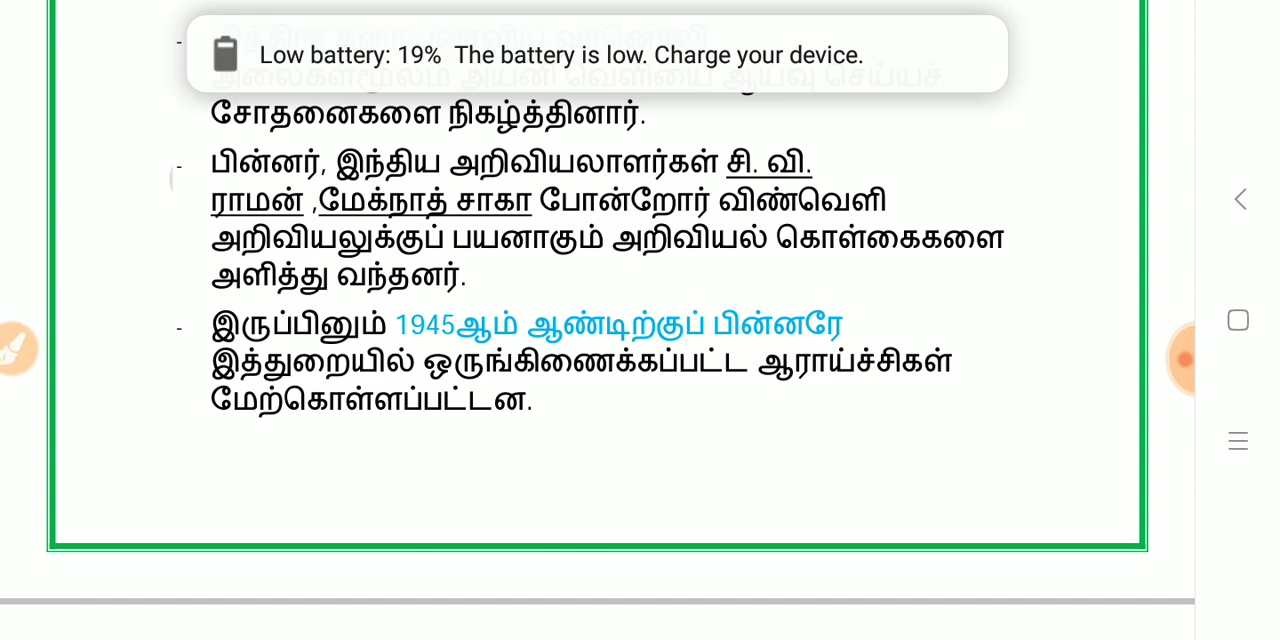 Low battery: 19% The battery is low. Charge your device.
சோதனைகளை நிகழ்த்தினார்.
- பின்னர், இந்திய அறிவியலாளர்கள் சி. வி.
ராமன் ,மேக்நாத் சாகா போன்றோர் விண்வெளி
அறிவியலுக்குப் பயனாகும் அறிவியல் கொள்கைகளை
அளித்து வந்தனர்.
- இருப்பினும் 1945ஆம் ஆண்டிற்குப் பின்னரே
இத்துறையில் ஒருங்கிணைக்கப்பட்ட ஆராய்ச்சிகள்
மேற்கொள்ளப்பட்டன.